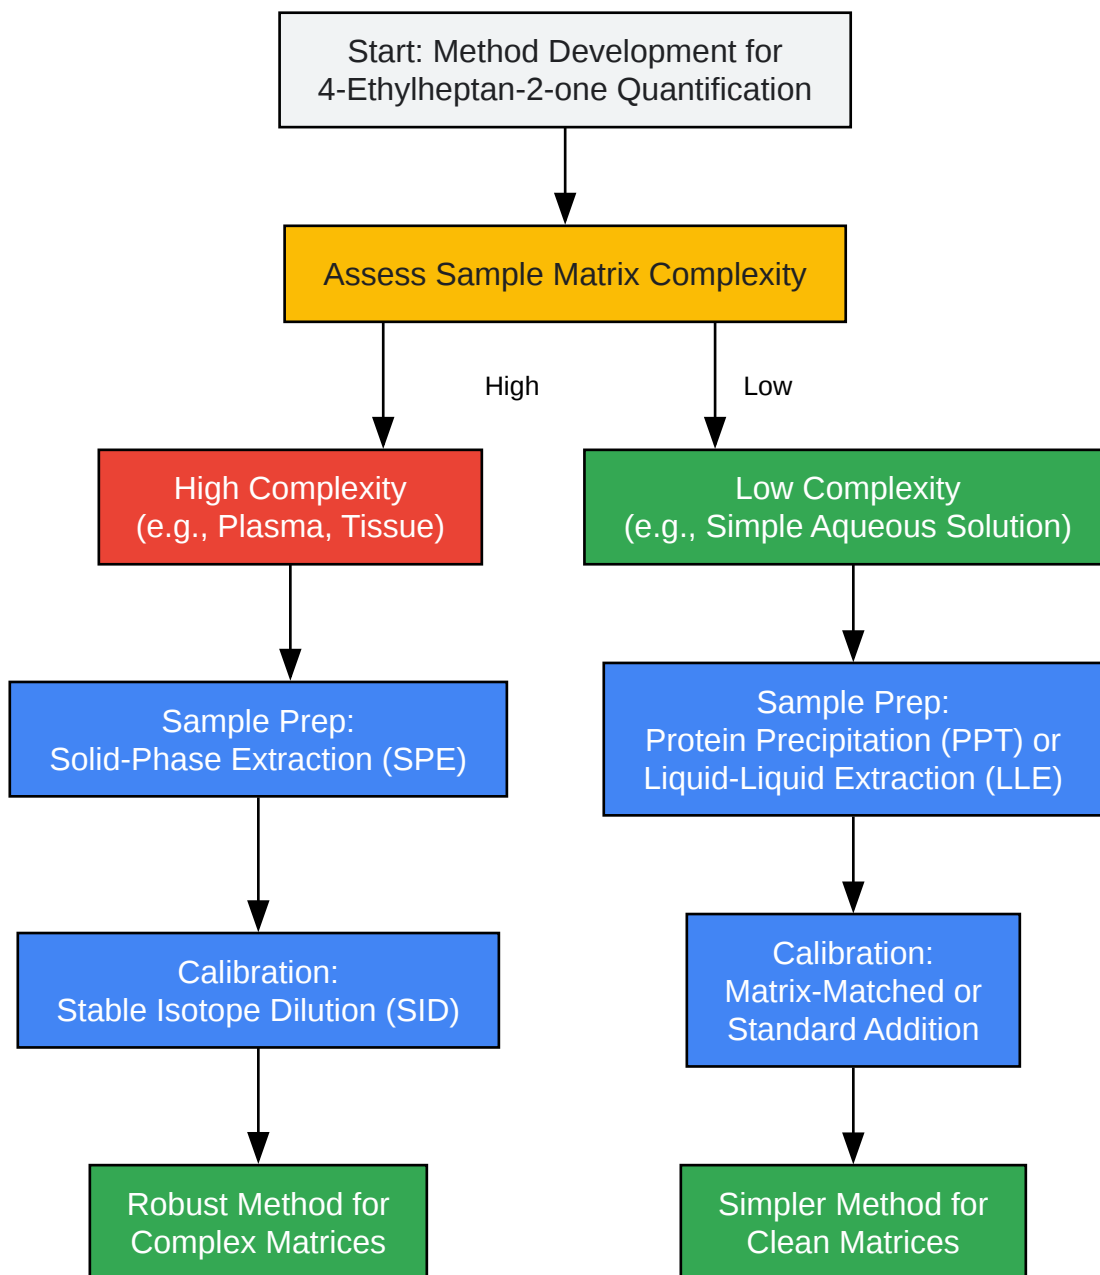 Start: Method Development for
4-Ethylheptan-2-one Quantification
Assess Sample Matrix Complexity
High
Low
High Complexity
(e.g., Plasma, Tissue)
Low Complexity
(e.g., Simple Aqueous Solution)
Sample Prep:
Solid-Phase Extraction (SPE)
Sample Prep:
Protein Precipitation (PPT) or
Liquid-Liquid Extraction (LLE)
Calibration:
Stable Isotope Dilution (SID)
Calibration:
Matrix-Matched or
Standard Addition
Robust Method for
Complex Matrices
Simpler Method for
Clean Matrices